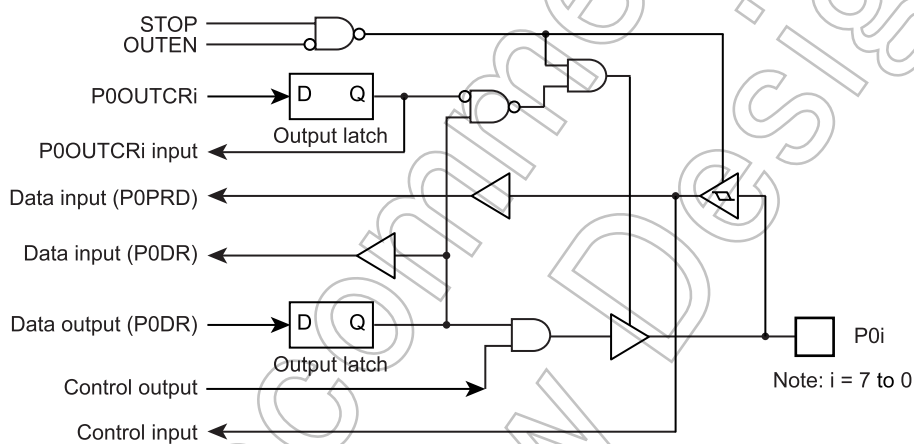 STOP
OUTEN
P0OUTCRi
D Q
Output latch
P0OUTCRi input
Data input (P0PRD)
Data input (P0DR)
Data output (P0DR)
D Q
Output latch
P0i
Control output
Note: i = 7 to 0
Control input